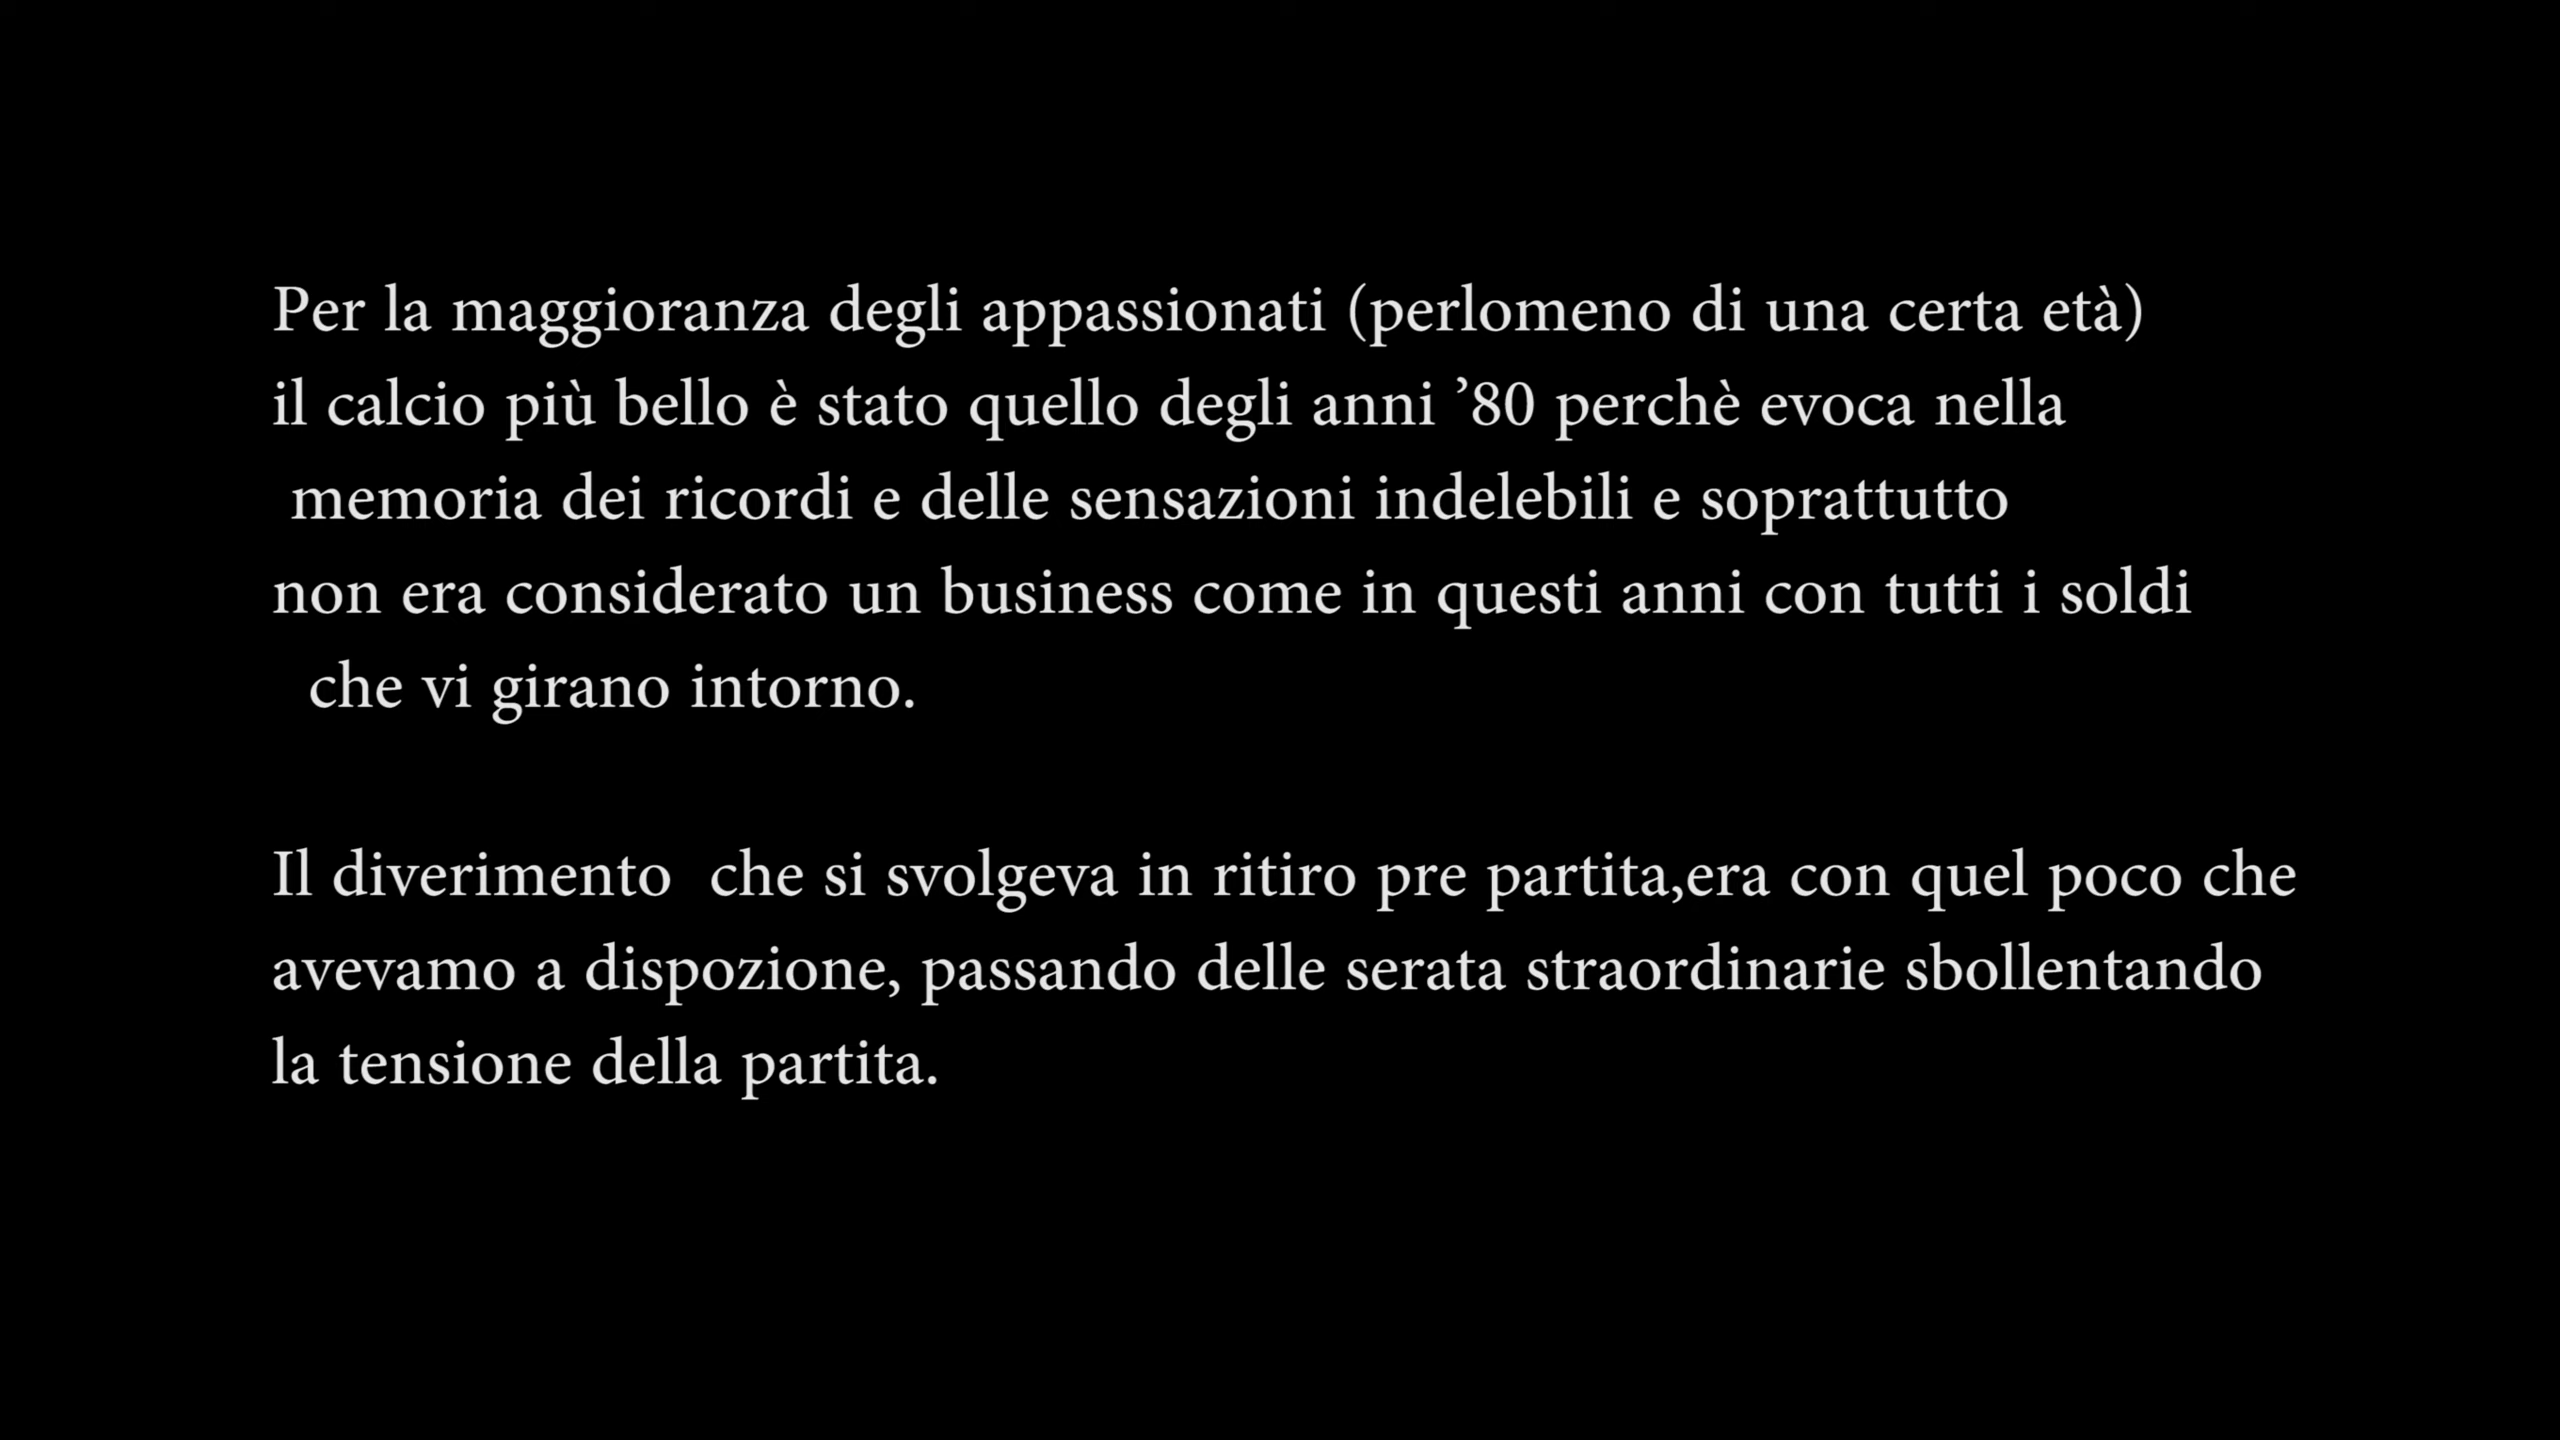 Per la maggioranza degli appassionati (perlomeno di una certa età)
il calcio più bello è stato quello degli anni ’80 perchè evoca nella
memoria dei ricordi e delle sensazioni indelebili e soprattutto
non era considerato un business come in questi anni con tutti i soldi
che vi girano intorno.
Il diverimento che si svolgeva in ritiro pre partita,era con quel poco che
avevamo a dispozione, passando delle serata straordinarie sbollentando
la tensione della partita.